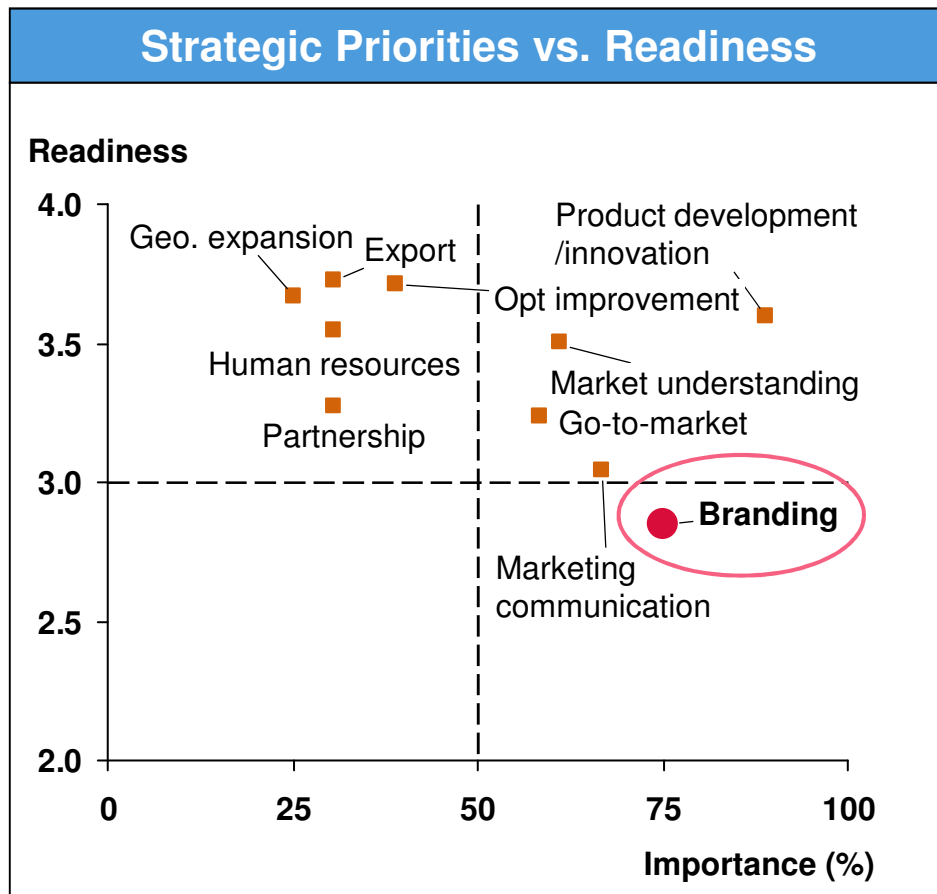 Strategic Priorities vs. Readiness
Readiness
4.0
3.5
3.0
2.5
2.0
Geo. expansion
Export
Product development
/innovation
Opt improvement
Human resources
Market understanding
Partnership
Go-to-market
Branding
Marketing
communication
0
25
50
75
100
Importance (%)